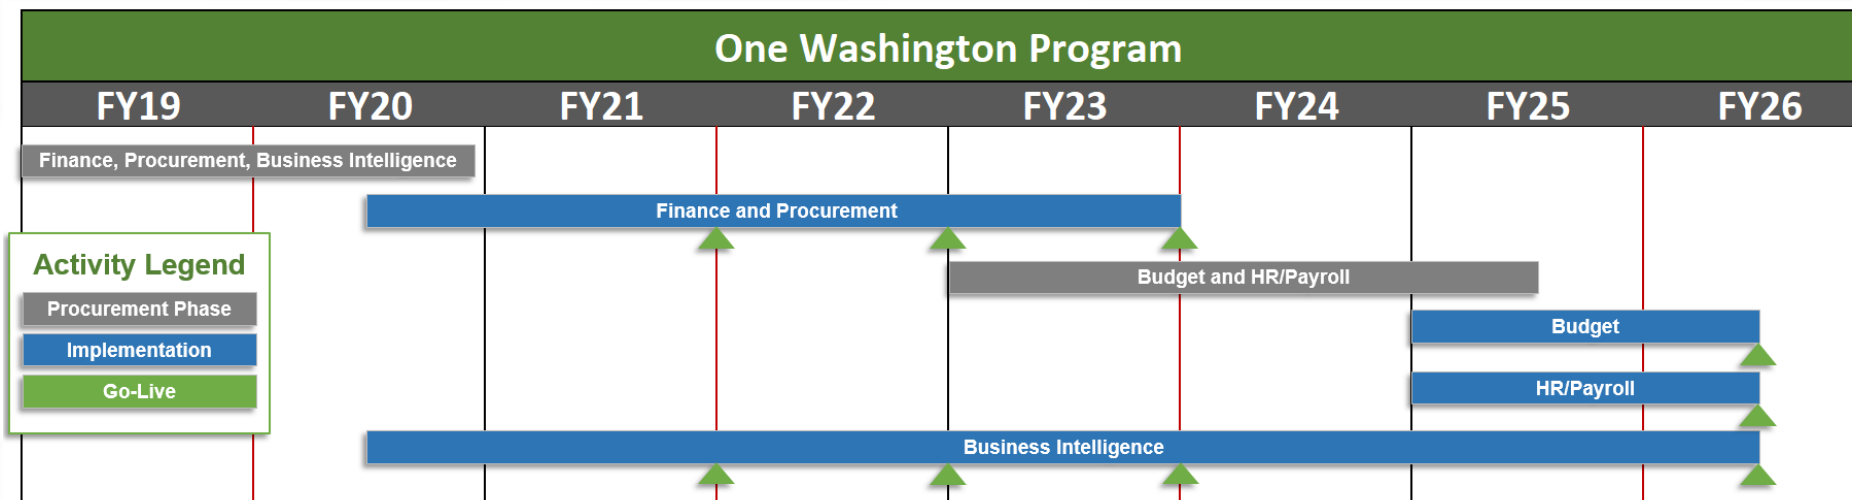 One Washington Program
FY19 FY20 FY21 FY22 FY23 FY24 FY25 FY26
Finance, Procurement, Business Intelligence
Finance and Procurement
Activity Legend
Procurement Phase
Implementation
Go-Live
Budget and HR/Payroll
Budget
HR/Payroll
Business Intelligence